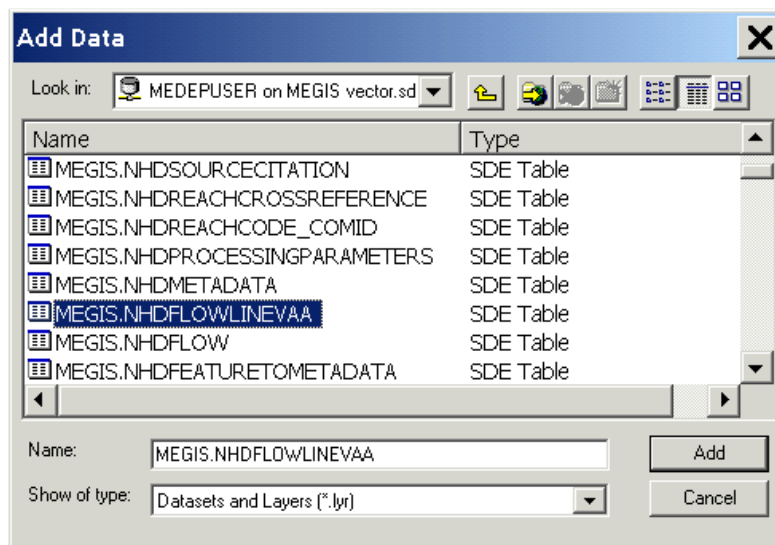 Add Data
Look in: MEDEPUSER on MEGIS vector.sd
Name Type
MEGIS.NHDSOURCECITATION SDE Table
MEGIS.NHDREACHCROSSREFERENCE SDE Table
MEGIS.NHDREACHCODE_COMID SDE Table
MEGIS.NHDPROCESSINGPARAMETERS SDE Table
MEGIS.NHDMETADATA SDE Table
MEGIS.NHDFLOWLINEVAA SDE Table
MEGIS.NHDFLOW SDE Table
MEGIS.NHDFEATURETOMETADATA SDE Table
Name: MEGIS.NHDFLOWLINEVAA Add
Show of type: Datasets and Layers (*.lyr) Cancel